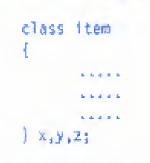 class item
{
.....
.....
.....
} x,y,z;